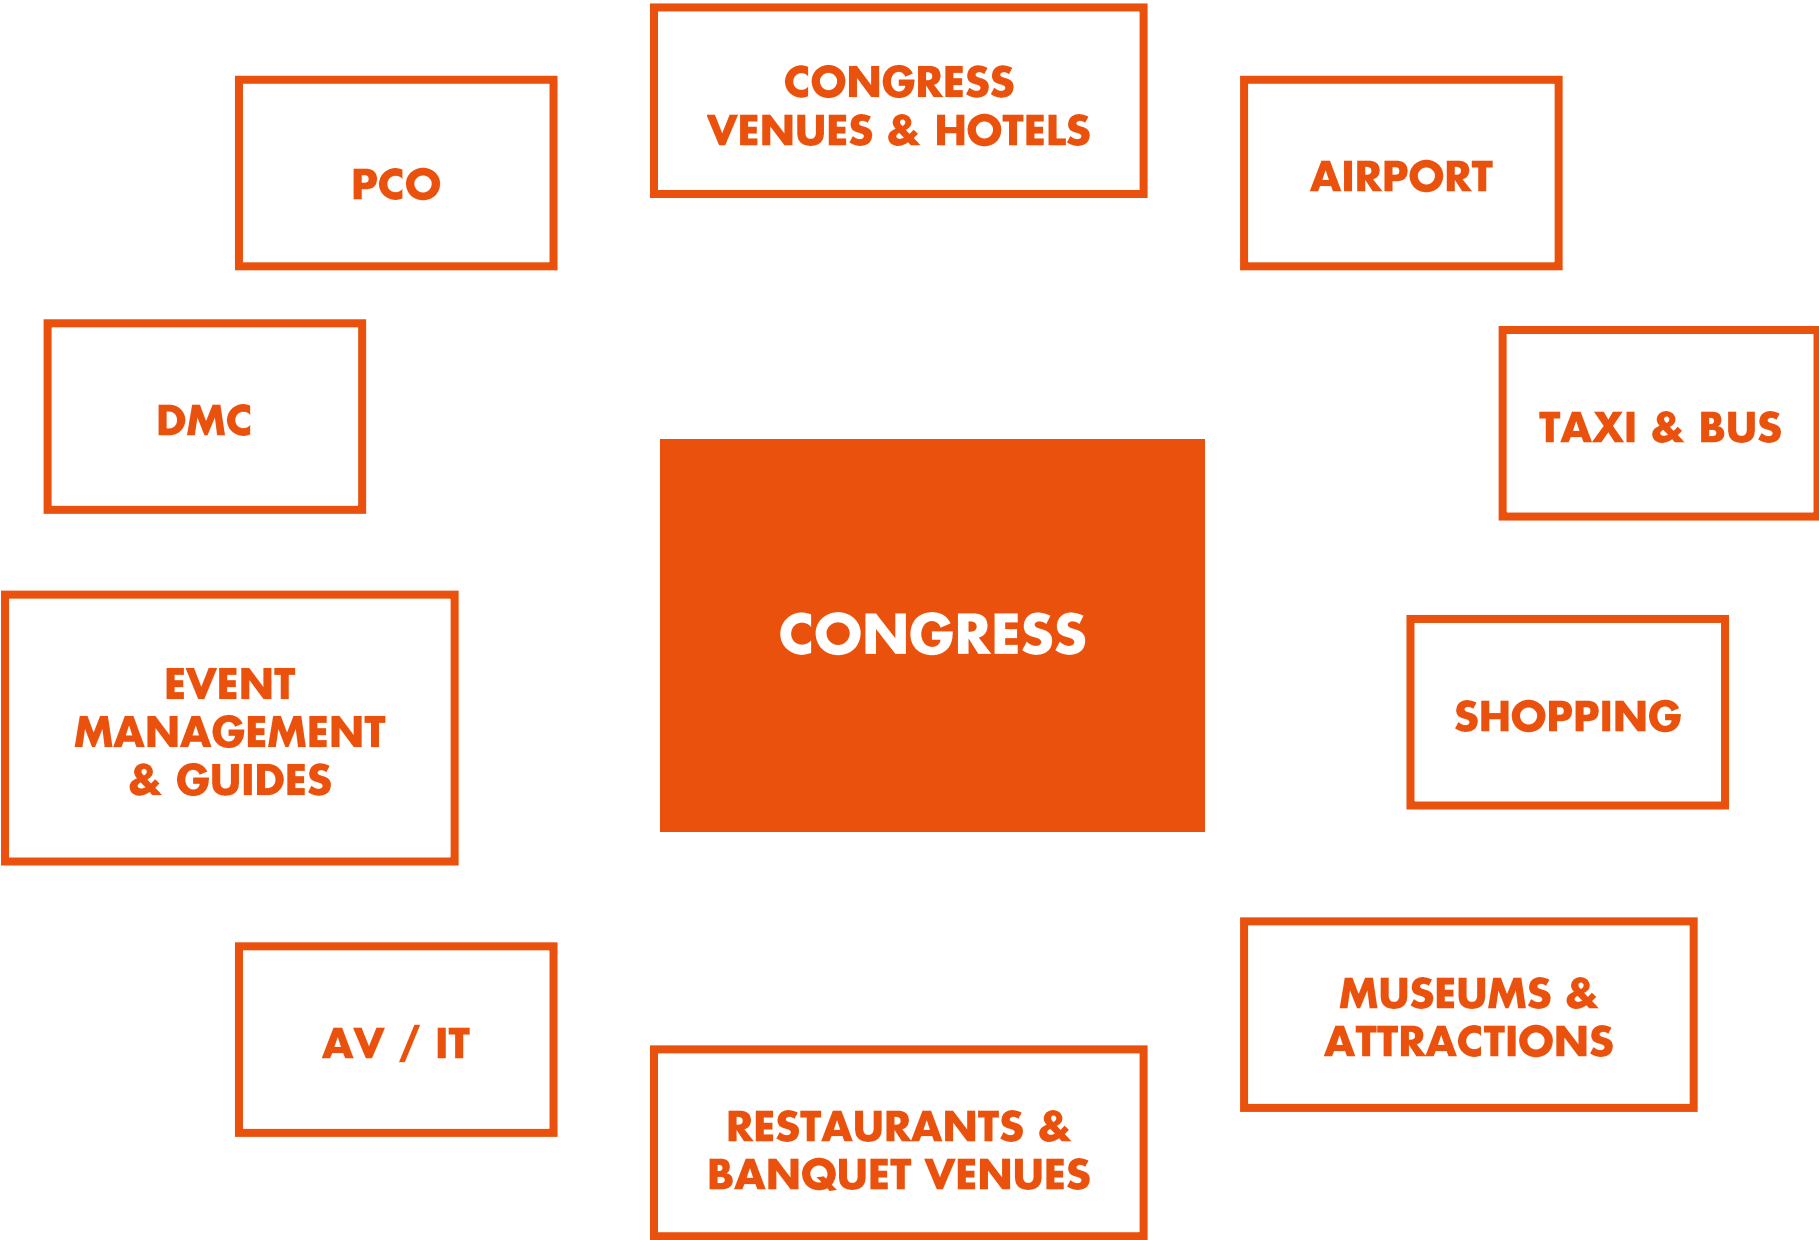 CONGRESS
VENUES & HOTELS
PCO
AIRPORT
DMC
TAXI & BUS
CONGRESS
EVENT
MANAGEMENT
& GUIDES
SHOPPING
MUSEUMS &
ATTRACTIONS
AV / IT
RESTAURANTS &
BANQUET VENUES